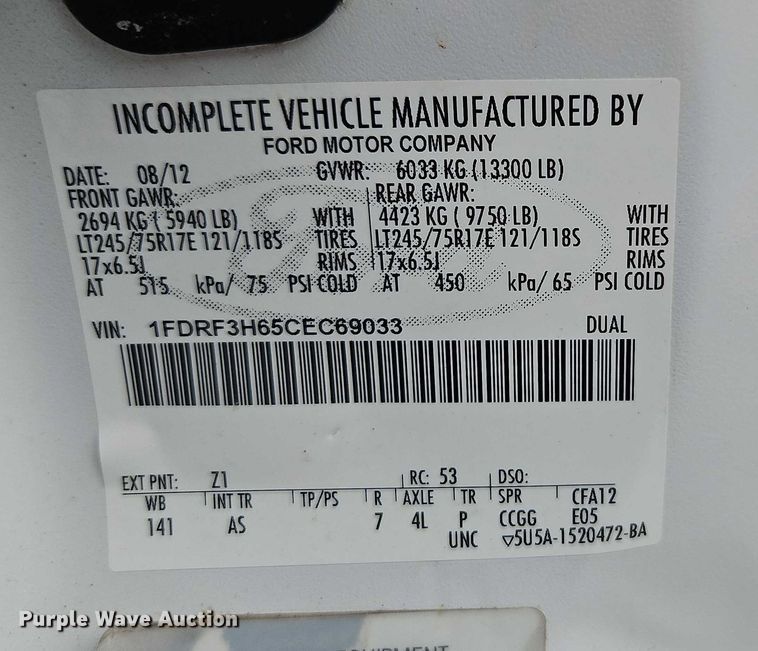 INCOMPLETE VEHICLE MANUFACTURED BY
FORD MOTOR COMPANY
DATE: 08/12 GVWR: 6033 KG (13300 LB)
FRONT GAWR: REAR GAWR:
2694 KG ( 5940 LB) WITH 4423 KG ( 9750 LB) WITH
LT245/75R17E 121/118S TIRES LT245/75R17E 121/118S TIRES
17x6.5J RIMS 17x6.5J RIMS
AT 515 kPa/ 75 PSI COLD AT 450 kPa/ 65 PSI COLD
VIN: 1FDRF3H65CEC69033 DUAL
EXT PNT: Z1 RC: 53 DSO:
WB INT TR TP/PS R AXLE TR SPR CFA12
141 AS 7 4L P CCGG E05
UNC ▽5U5A-1520472-BA
Purple Wave Auction